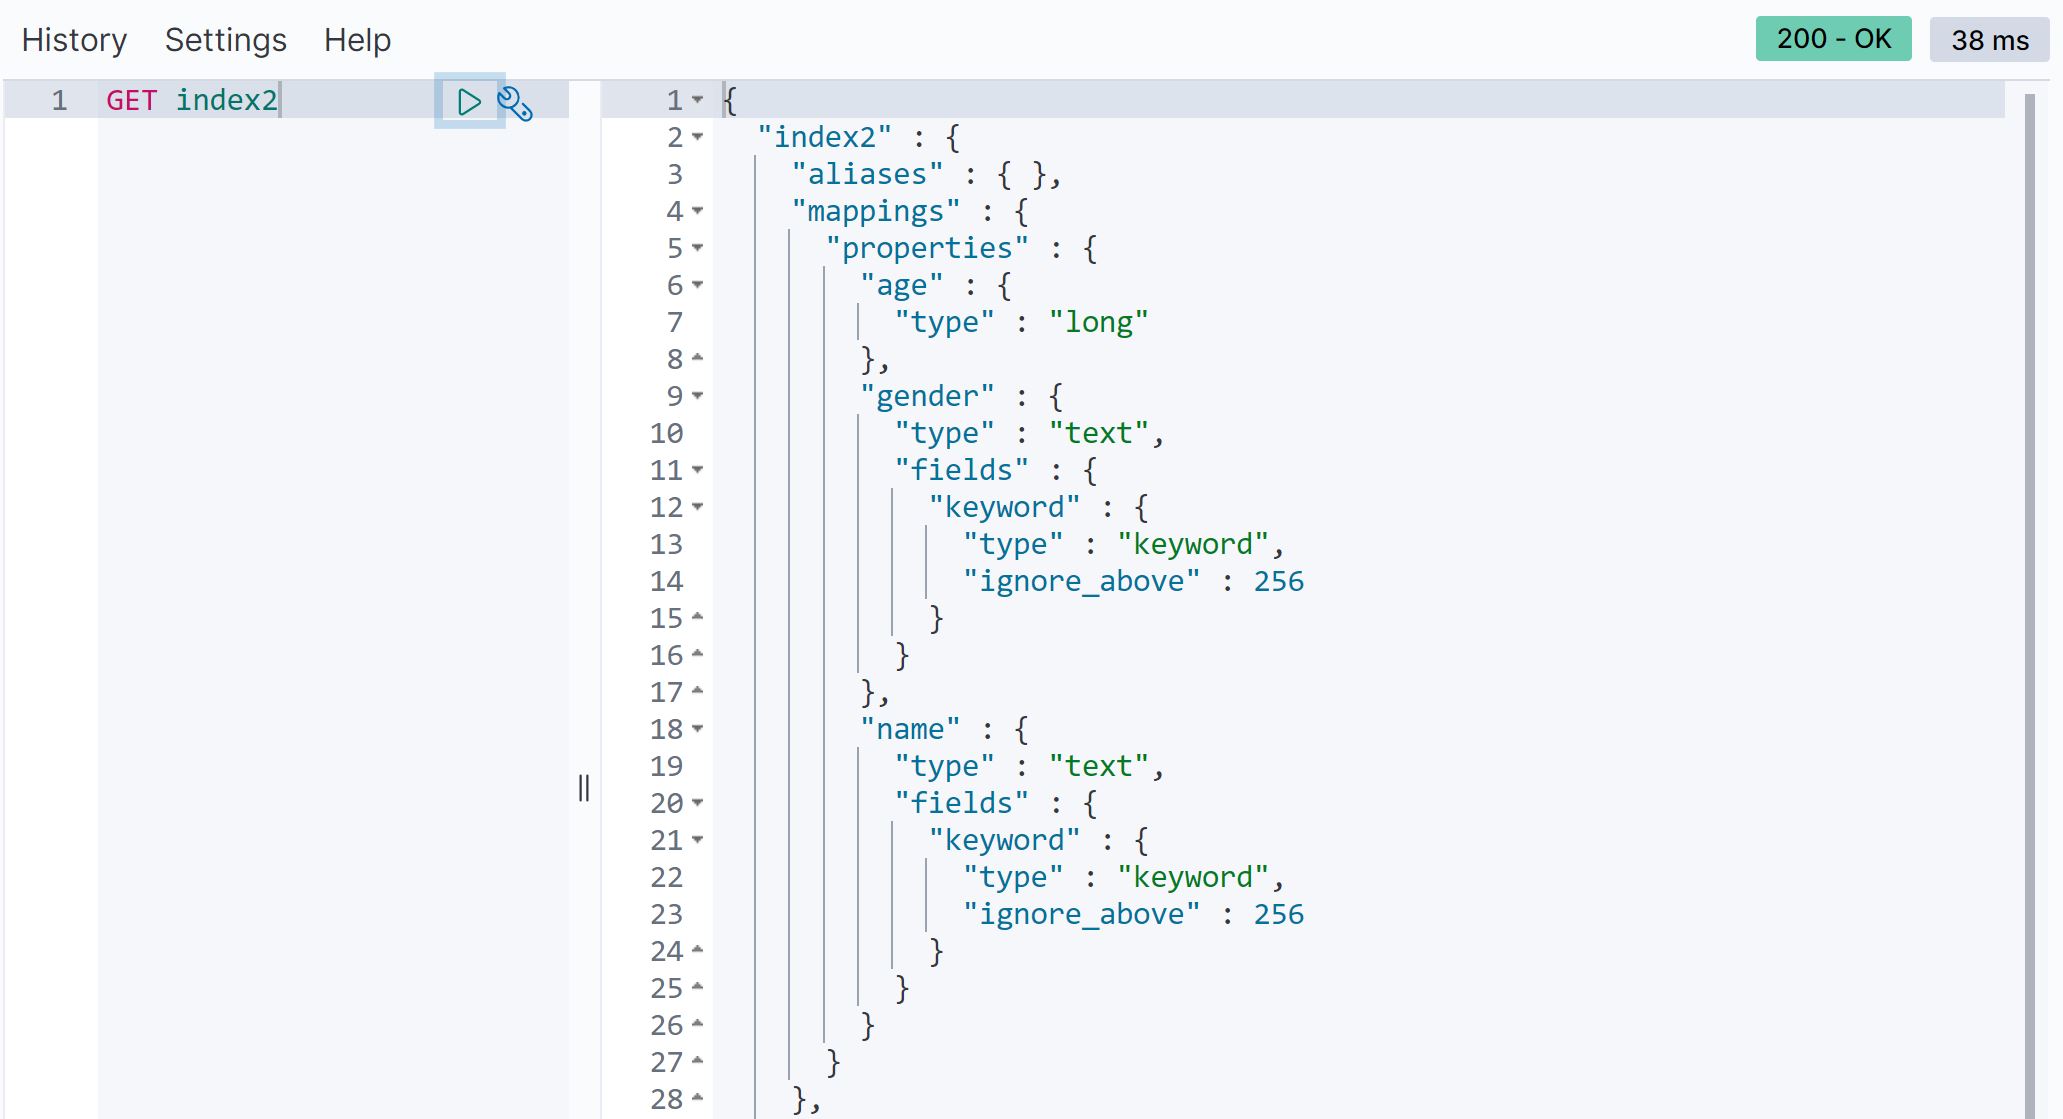 History Settings Help 200 - OK 38 ms
1 GET index2
1 {
2 "index2" : {
3 "aliases" : { },
4 "mappings" : {
5 "properties" : {
6 "age" : {
7 "type" : "long"
8 },
9 "gender" : {
10 "type" : "text",
11 "fields" : {
12 "keyword" : {
13 "type" : "keyword",
14 "ignore_above" : 256
15 }
16 }
17 },
18 "name" : {
19 "type" : "text",
20 "fields" : {
21 "keyword" : {
22 "type" : "keyword",
23 "ignore_above" : 256
24 }
25 }
26 }
27 }
28 },